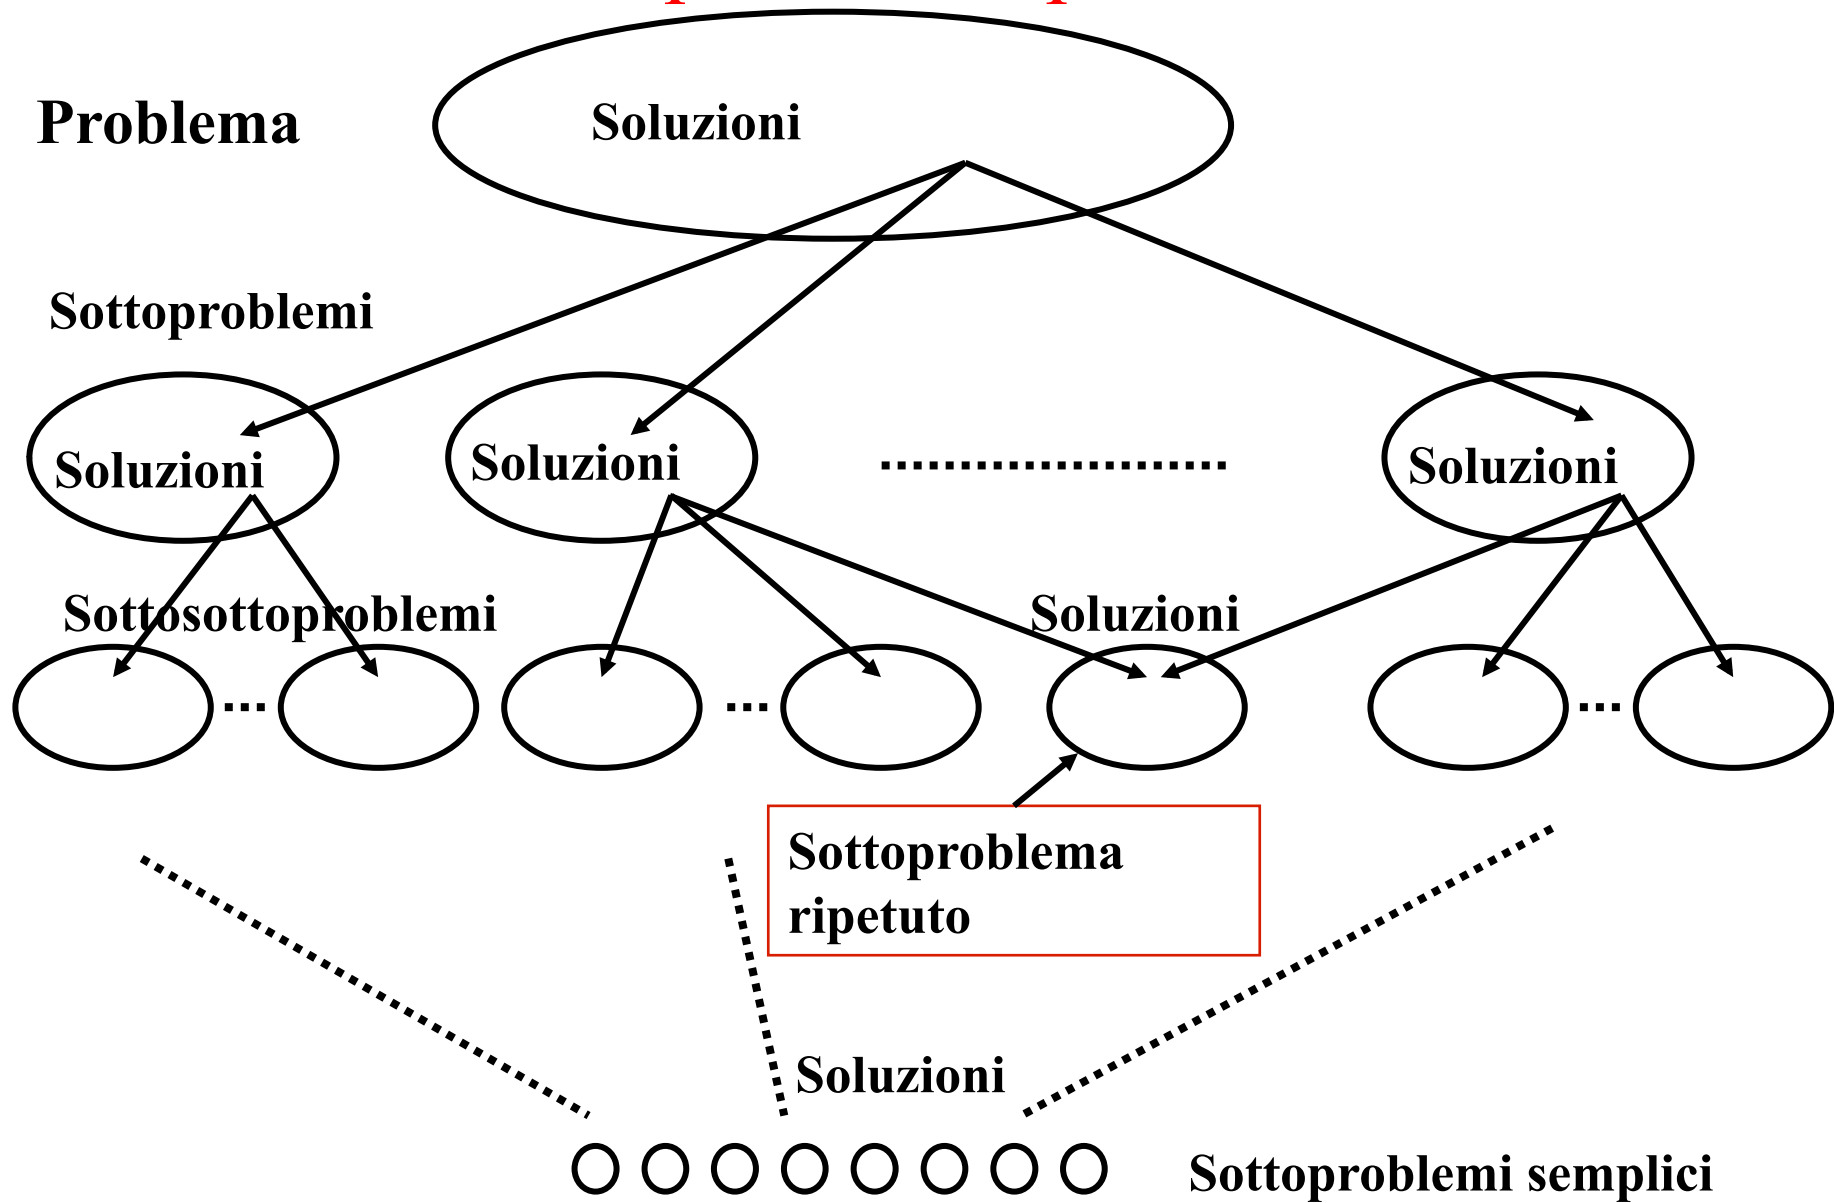 Problema
Soluzioni
Sottoproblemi
Soluzioni
Soluzioni
Soluzioni
Sottosottoproblemi
Soluzioni
Sottoproblema
ripetuto
Soluzioni
Sottoproblemi semplici